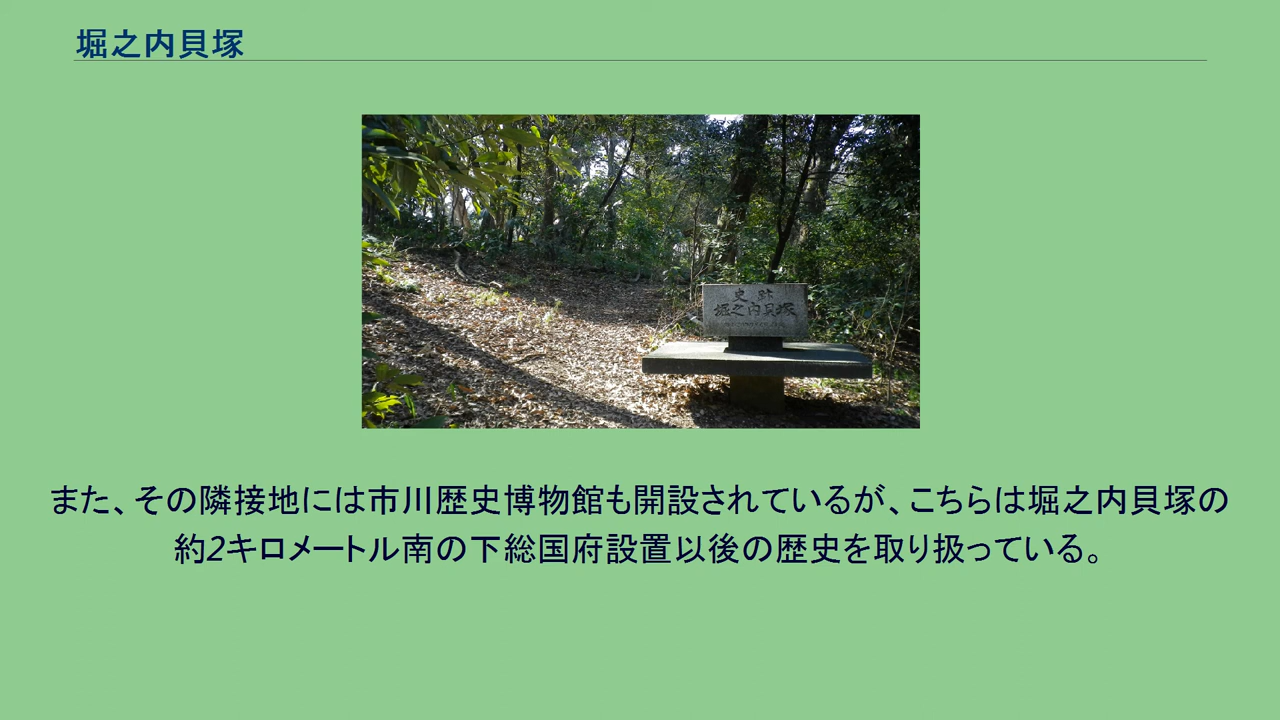 堀之内貝塚
史跡
堀之内貝塚
また、その隣接地には市川歴史博物館も開設されているが、こちらは堀之内貝塚の
約2キロメートル南の下総国府設置以後の歴史を取り扱っている。